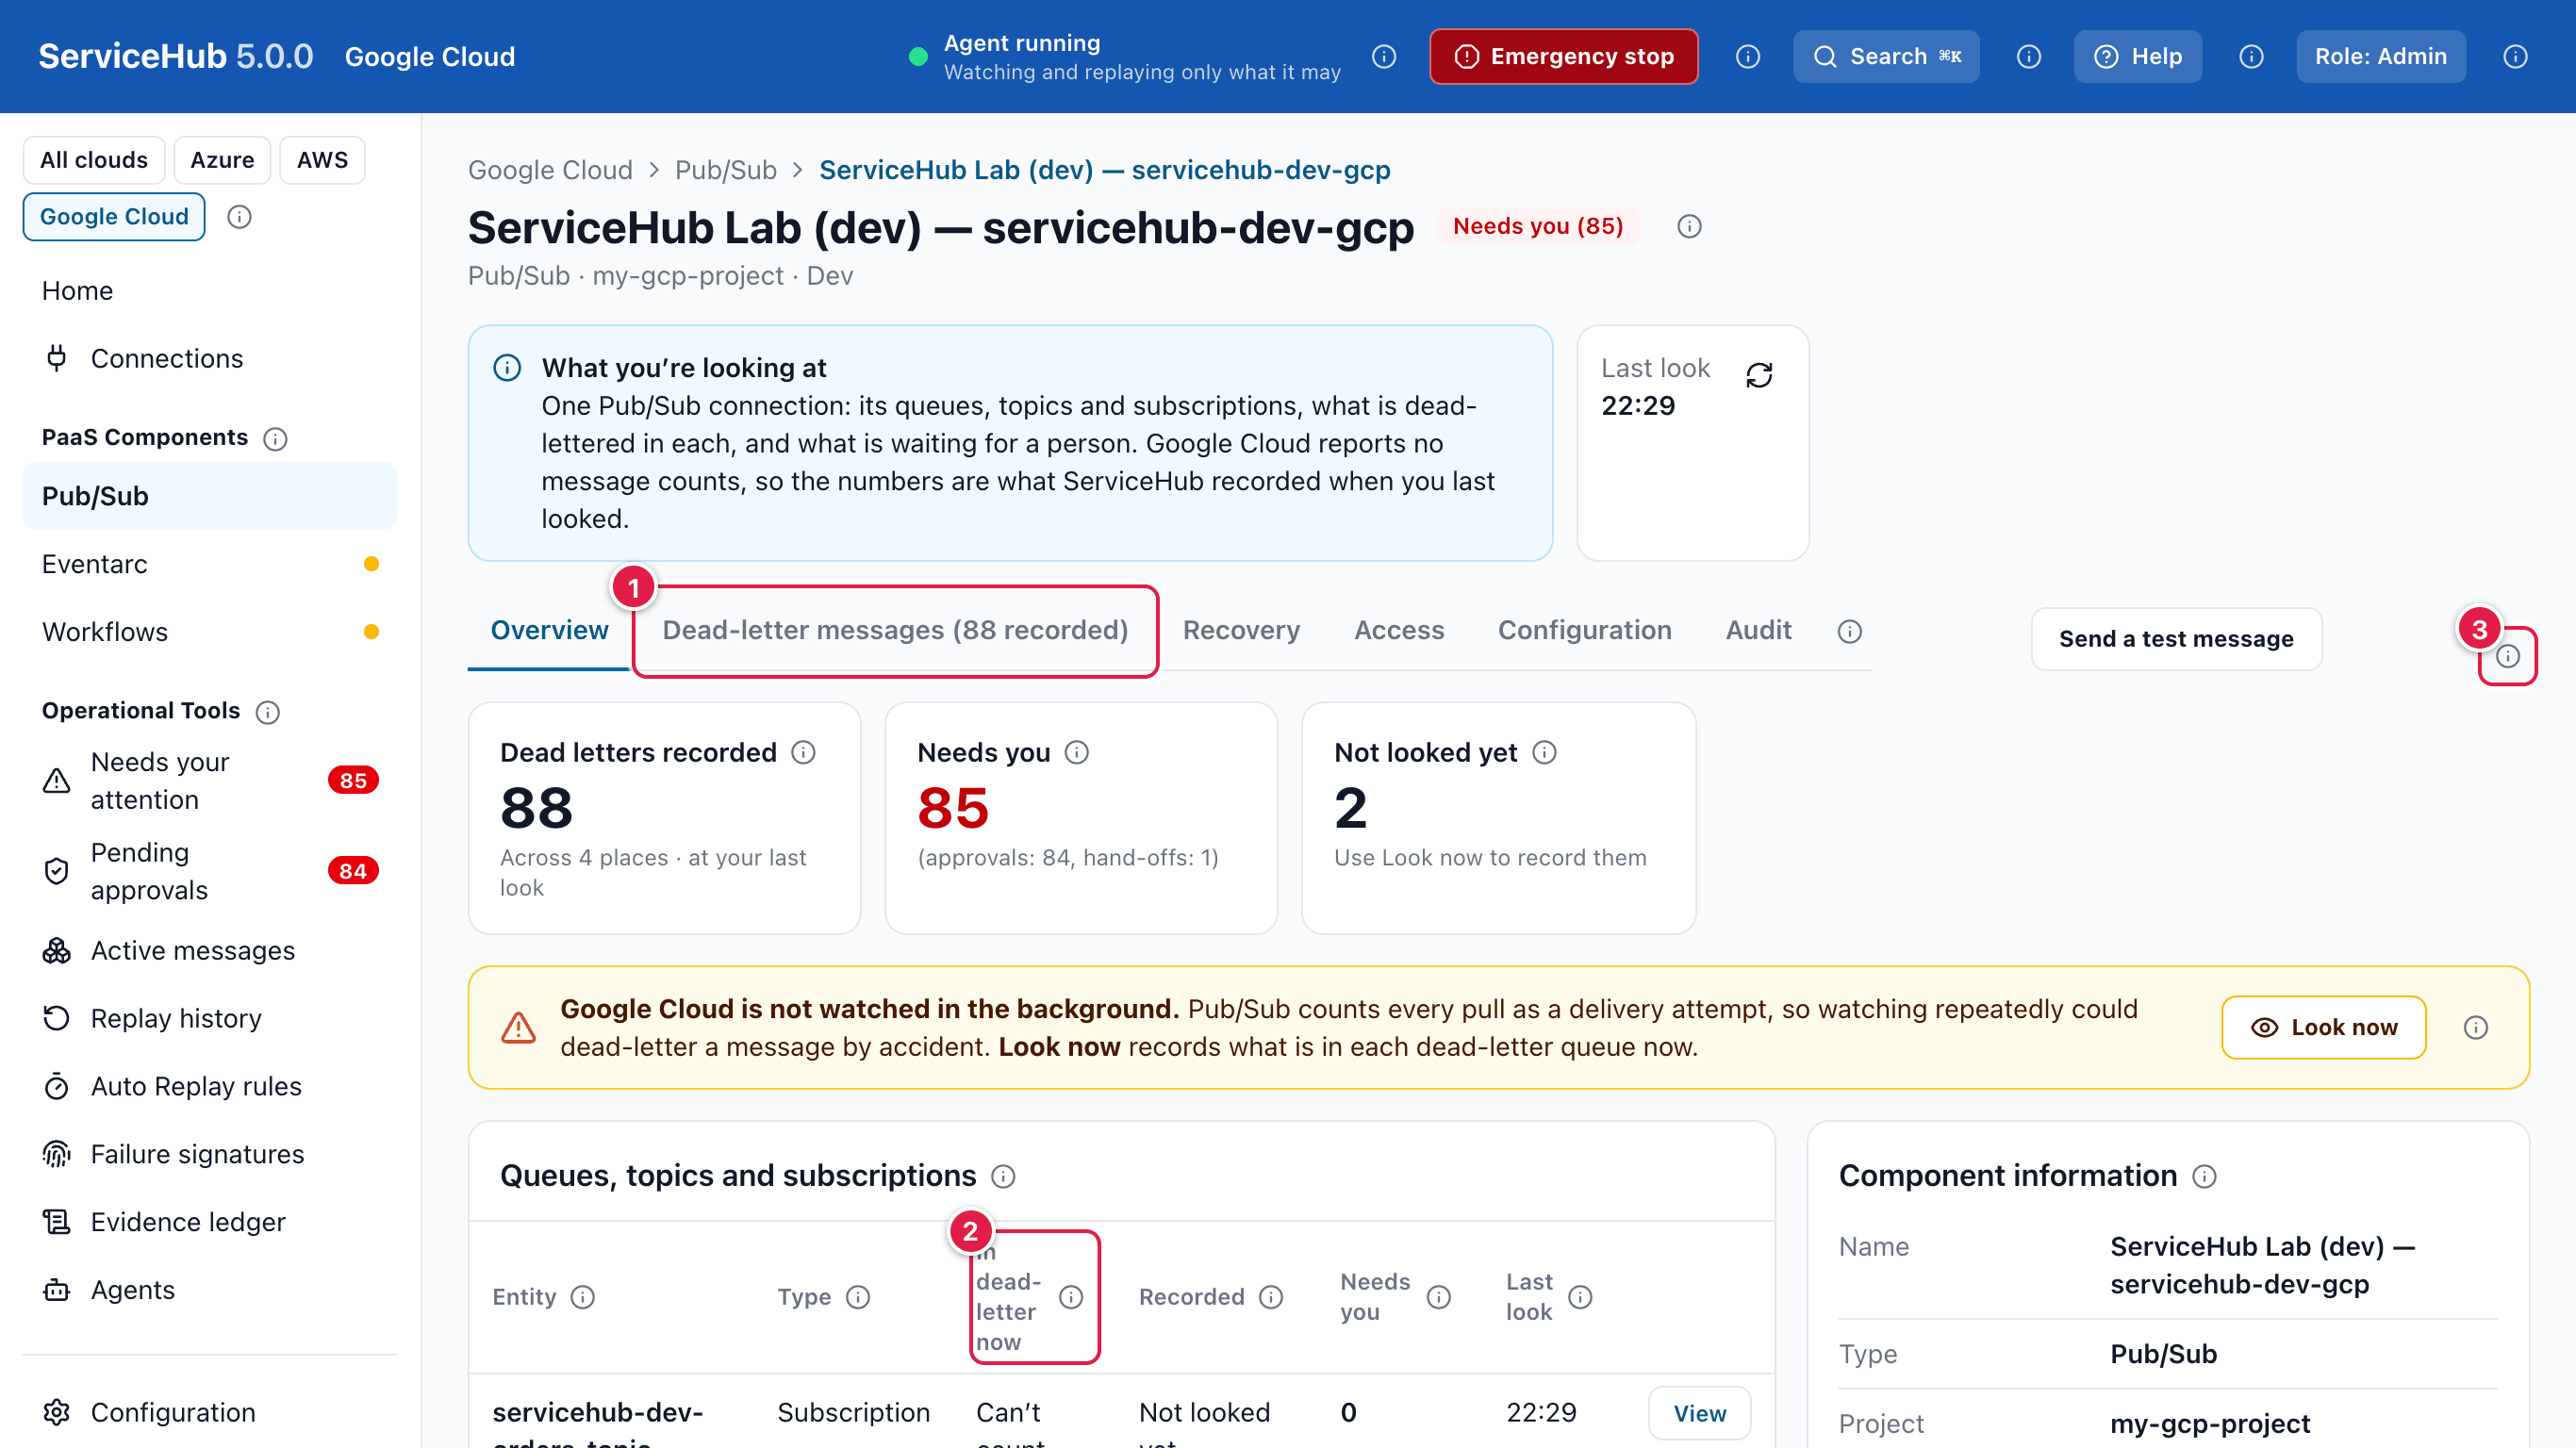 ServiceHub 5.0.0 Google Cloud
Agent running
Watching and replaying only what it may
Emergency stop
Search ⌘K
Help
Role: Admin
All clouds
Azure
AWS
Google Cloud
Home
Connections
PaaS Components
Pub/Sub
Eventarc
Workflows
Operational Tools
Needs your
attention
85
Pending
approvals
84
Active messages
Replay history
Auto Replay rules
Failure signatures
Evidence ledger
Agents
Configuration
Google Cloud > Pub/Sub > ServiceHub Lab (dev) — servicehub-dev-gcp
ServiceHub Lab (dev) — servicehub-dev-gcp
Needs you (85)
Pub/Sub · my-gcp-project · Dev
What you’re looking at
One Pub/Sub connection: its queues, topics and subscriptions, what is dead-
lettered in each, and what is waiting for a person. Google Cloud reports no
message counts, so the numbers are what ServiceHub recorded when you last
looked.
Last look
22:29
1
Overview
Dead-letter messages (88 recorded)
Recovery
Access
Configuration
Audit
Send a test message
3
Dead letters recorded
88
Across 4 places · at your last
look
Needs you
85
(approvals: 84, hand-offs: 1)
Not looked yet
2
Use Look now to record them
Google Cloud is not watched in the background. Pub/Sub counts every pull as a delivery attempt, so watching repeatedly could
dead-letter a message by accident. Look now records what is in each dead-letter queue now.
Look now
Queues, topics and subscriptions
2
Entity
Type
In
dead-
letter
now
Recorded
Needs
you
Last
look
servicehub-dev-
Subscription
Can’t
Not looked
0
22:29
View
Component information
Name
ServiceHub Lab (dev) —
servicehub-dev-gcp
Type
Pub/Sub
Project
my-gcp-project